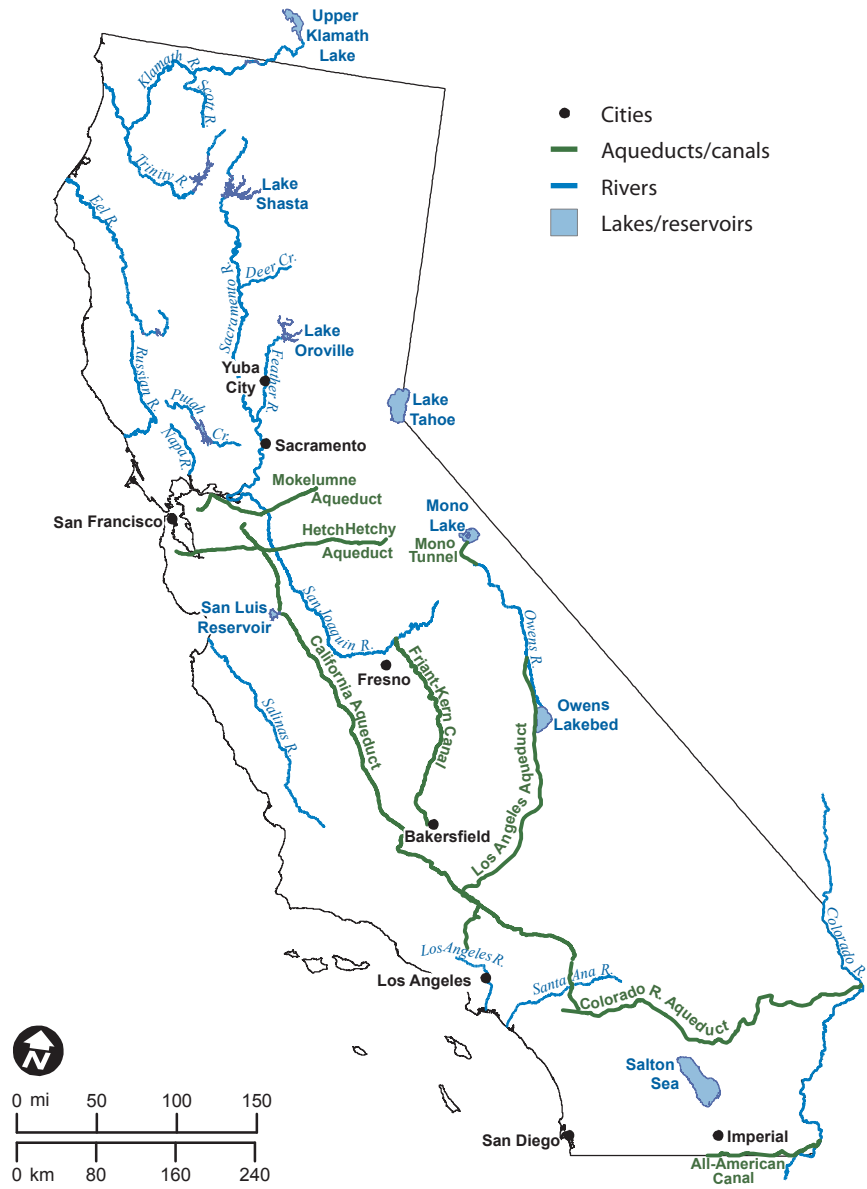 Upper
Klamath
Lake
Klamath R.
Scott R.
Trinity R.
Lake
Shasta
Eel R.
Deer Cr.
Sacramento R.
Lake
Oroville
Yuba
City
Feather R.
Russian R.
Putah
Cr.
Napa R.
Sacramento
Lake
Tahoe
Cities
Aqueducts/canals
Rivers
Lakes/reservoirs
Mokelumne
Aqueduct
San Francisco
HetchHetchy
Aqueduct
Mono
Lake
Mono
Tunnel
San Luis
Reservoir
San Joaquin R.
Fresno
Friant-Kern Canal
California Aqueduct
Salinas R.
Owens R.
Owens
Lakebed
Los Angeles Aqueduct
Bakersfield
Los Angeles R.
Los Angeles
Santa Ana R.
Colorado R.
Colorado R. Aqueduct
Salton
Sea
San Diego
Imperial
All-American
Canal
N
0 mi 50 100 150
0 km 80 160 240